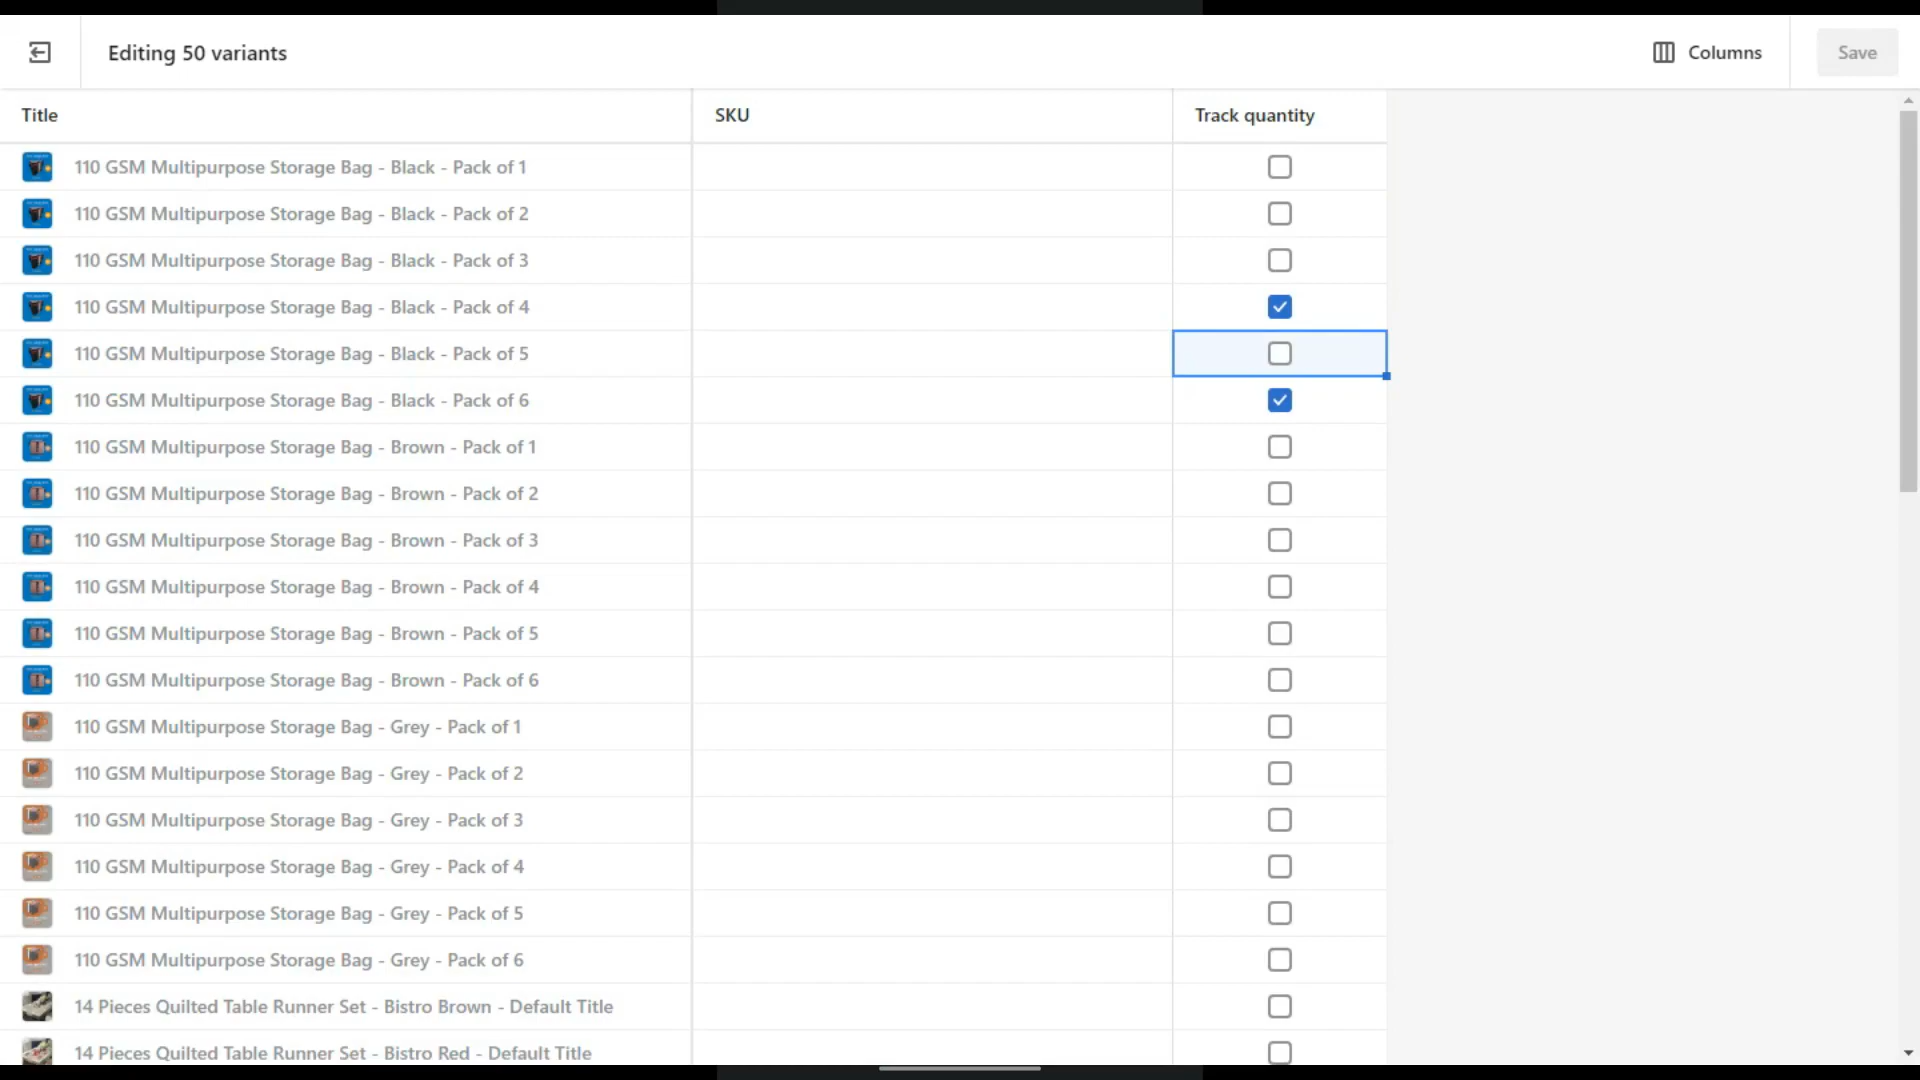 Editing 50 variants
Columns
Save
Title
SKU
Track quantity
110 GSM Multipurpose Storage Bag - Black - Pack of 1
110 GSM Multipurpose Storage Bag - Black - Pack of 2
110 GSM Multipurpose Storage Bag - Black - Pack of 3
110 GSM Multipurpose Storage Bag - Black - Pack of 4
110 GSM Multipurpose Storage Bag - Black - Pack of 5
110 GSM Multipurpose Storage Bag - Black - Pack of 6
110 GSM Multipurpose Storage Bag - Brown - Pack of 1
110 GSM Multipurpose Storage Bag - Brown - Pack of 2
110 GSM Multipurpose Storage Bag - Brown - Pack of 3
110 GSM Multipurpose Storage Bag - Brown - Pack of 4
110 GSM Multipurpose Storage Bag - Brown - Pack of 5
110 GSM Multipurpose Storage Bag - Brown - Pack of 6
110 GSM Multipurpose Storage Bag - Grey - Pack of 1
110 GSM Multipurpose Storage Bag - Grey - Pack of 2
110 GSM Multipurpose Storage Bag - Grey - Pack of 3
110 GSM Multipurpose Storage Bag - Grey - Pack of 4
110 GSM Multipurpose Storage Bag - Grey - Pack of 5
110 GSM Multipurpose Storage Bag - Grey - Pack of 6
14 Pieces Quilted Table Runner Set - Bistro Brown - Default Title
14 Pieces Quilted Table Runner Set - Bistro Red - Default Title